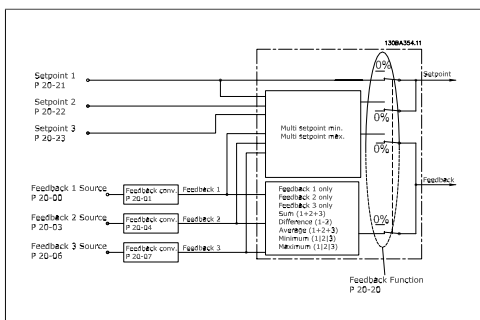 130BA354.11
0%
Setpoint 1
P 20-21
Setpoint
Setpoint 2
P 20-22
0%
Setpoint 3
P 20-23
Multi setpoint min.
Multi setpoint max.
0%
Feedback
Feedback 1 Source
P 20-00
Feedback conv.
P 20-01
Feedback 1
Feedback 2 Source
P 20-03
Feedback conv.
P 20-04
Feedback 2
Feedback 3 Source
P 20-06
Feedback conv.
P 20-07
Feedback 3
Feedback 1 only
Feedback 2 only
Feedback 3 only
Sum (1+2+3)
Difference (1-2)
Average (1+2+3)
Minimum (1|2|3)
Maximum (1|2|3)
0%
Feedback Function
P 20-20